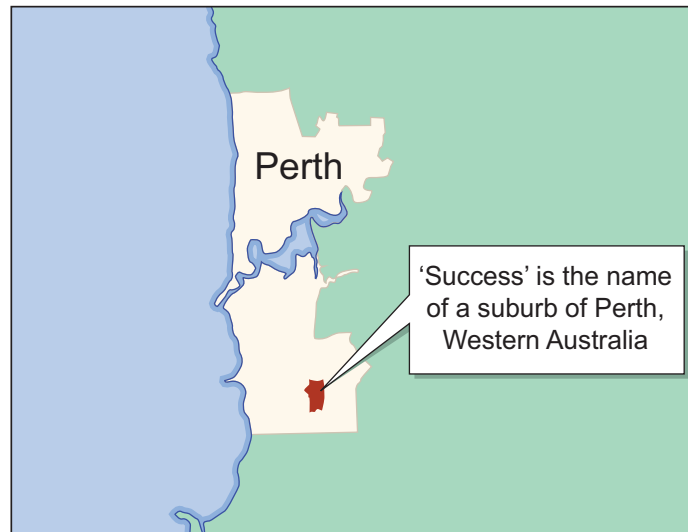 Perth
‘Success’ is the name
of a suburb of Perth,
Western Australia